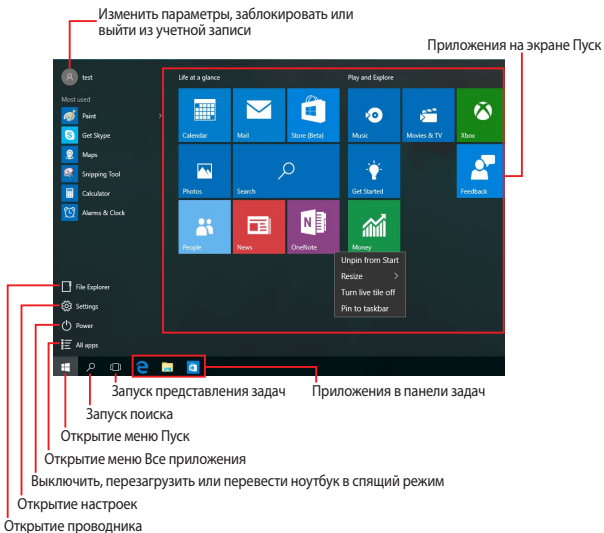 Изменить параметры, заблокировать или
выйти из учетной записи
Приложения на экране Пуск
test
Life at a glance
Play and Explore
Most used
Paint
Get Skype
Maps
Snipping Tool
Calculator
Alarms & Clock
Calendar
Mail
Store (Beta)
Music
Movies & TV
Xbox
Photos
Search
Get Started
Feedback
People
News
OneNote
Money
Unpin from Start
Resize
Turn live tile off
Pin to taskbar
File Explorer
Settings
Power
All apps
Запуск представления задач
Приложения в панели задач
Запуск поиска
Открытие меню Пуск
Открытие меню Все приложения
Выключить, перезагрузить или перевести ноутбук в спящий режим
Открытие настроек
Открытие проводника